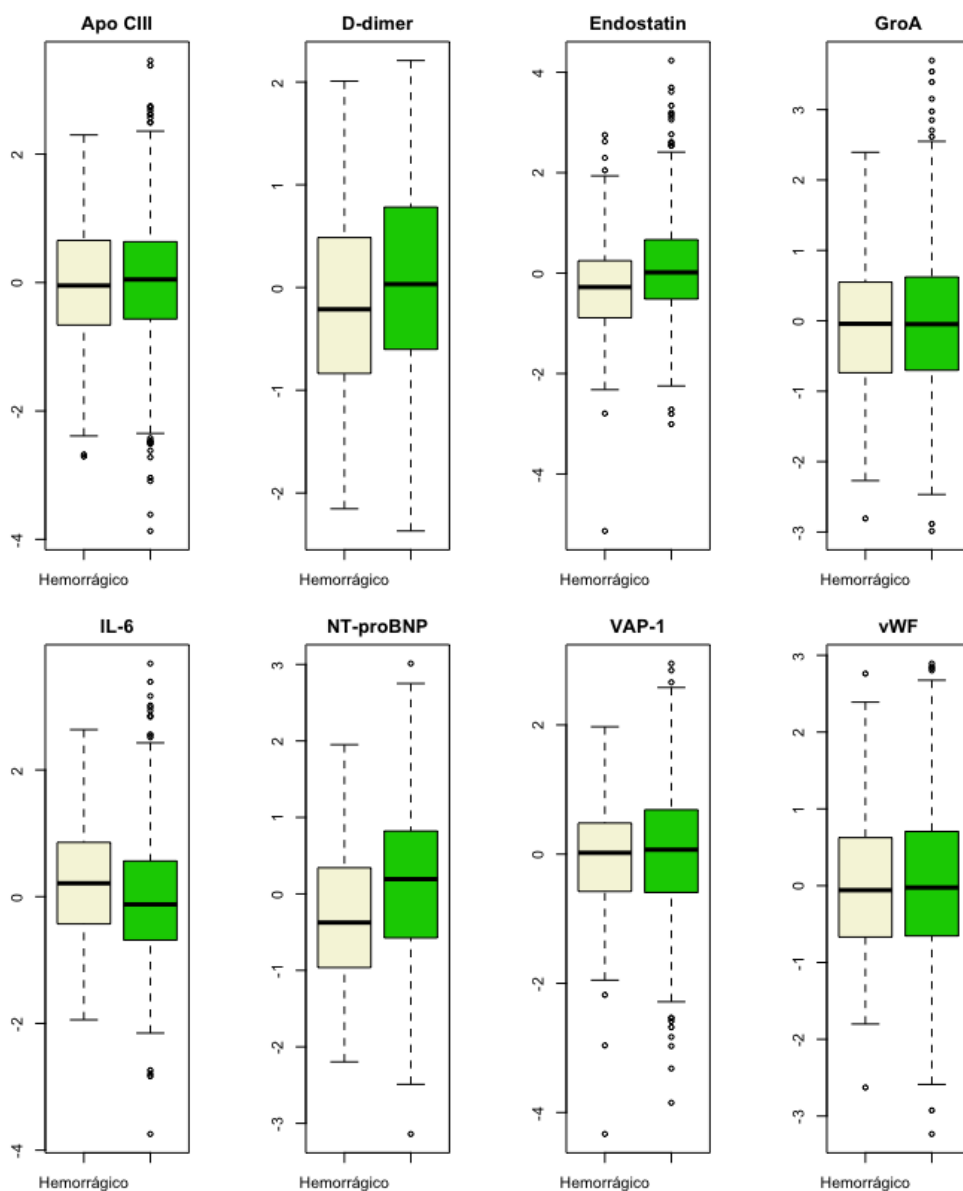 Apo CIII
D-dimer
Endostatin
GroA
2
0
-2
-4
2
1
0
-1
-2
4
2
0
-2
-4
3
2
1
0
-1
-2
-3
Hemorrágico
Hemorrágico
Hemorrágico
Hemorrágico
IL-6
NT-proBNP
VAP-1
vWF
2
0
-2
-4
3
2
1
0
-1
-2
-3
2
0
-2
-4
3
2
1
0
-1
-2
-3
Hemorrágico
Hemorrágico
Hemorrágico
Hemorrágico